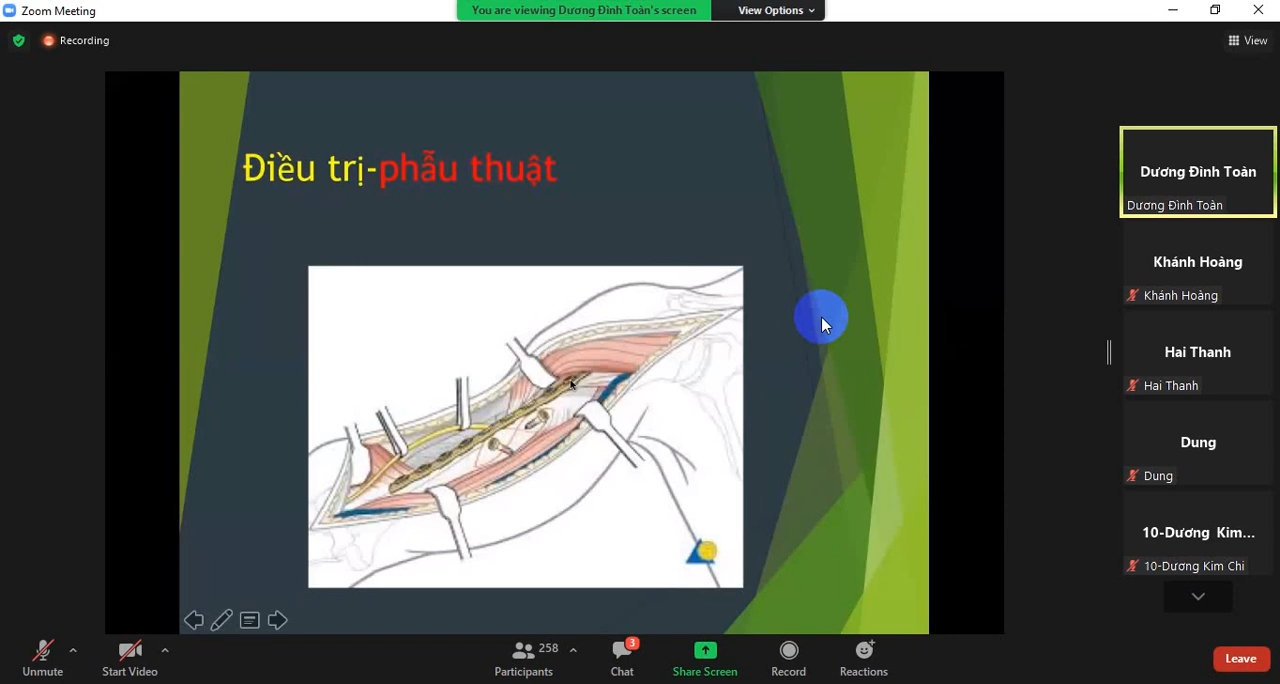 Zoom Meeting
You are viewing Dương Đình Toàn's screen
View Options
Recording
View
Điều trị-phẫu thuật
Dương Đình Toàn
Dương Đình Toàn
Khánh Hoàng
Khánh Hoàng
Hai Thanh
Hai Thanh
Dung
Dung
10-Dương Kim...
10-Dương Kim Chi
Unmute
Start Video
Participants
258
Chat
3
Share Screen
Record
Reactions
Leave